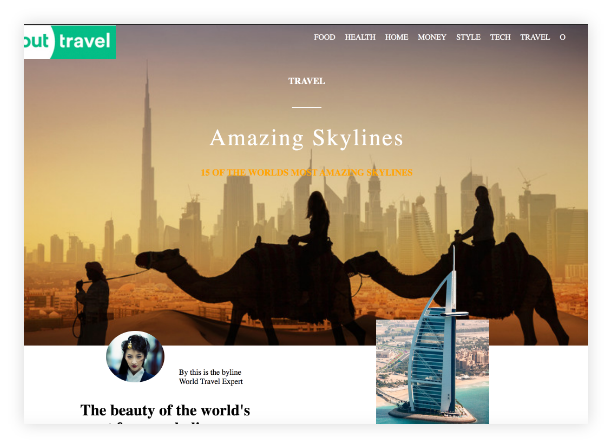 out travel
FOOD HEALTH HOME MONEY STYLE TECH TRAVEL O
TRAVEL
Amazing Skylines
15 OF THE WORLDS MOST AMAZING SKYLINES
By this is the byline
World Travel Expert
The beauty of the world's